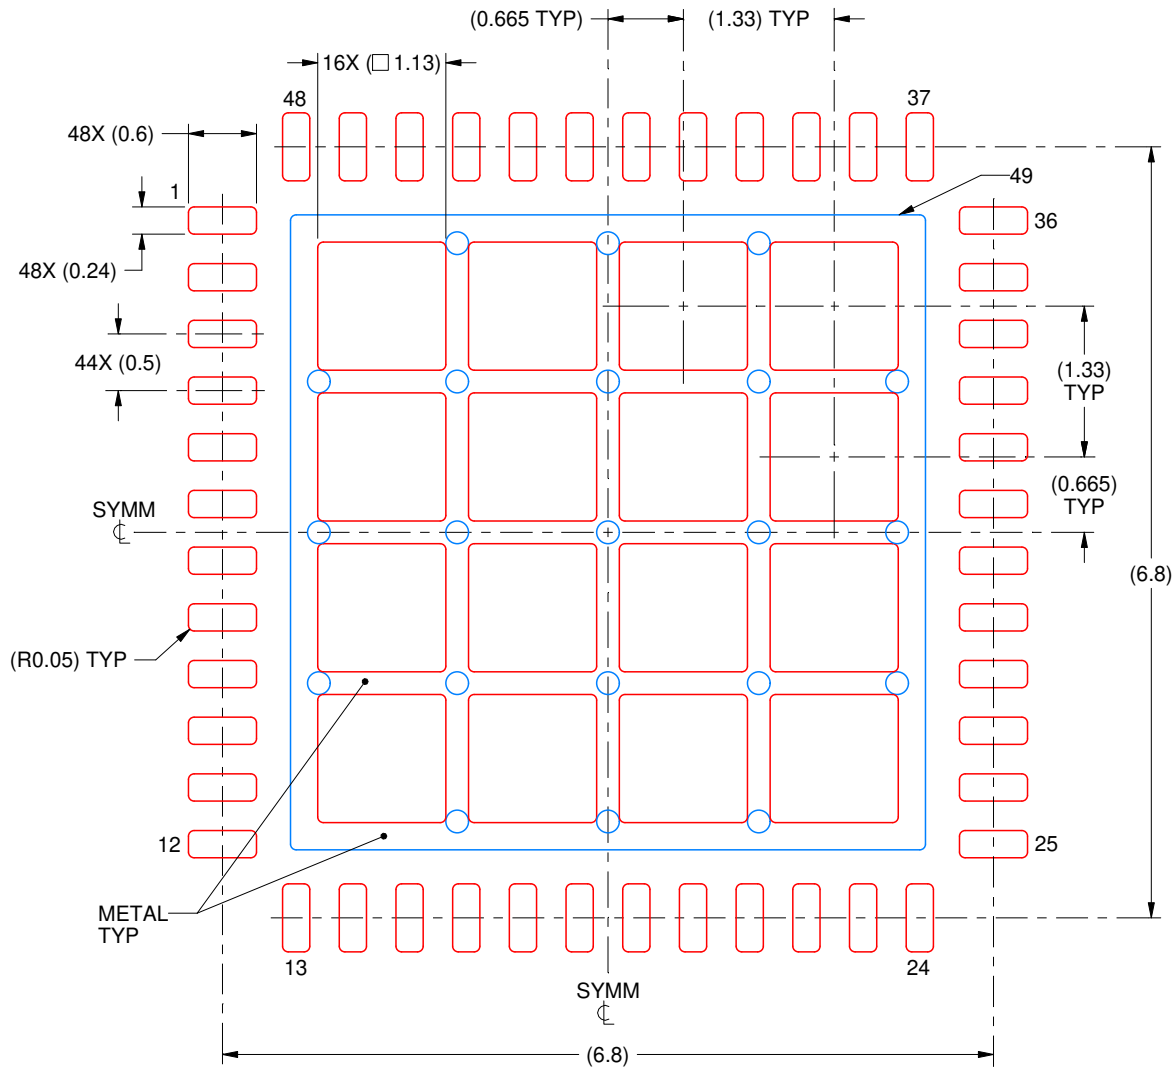 (0.665 TYP)
(1.33) TYP
16X (□ 1.13)
48
37
48X (0.6)
1
49
36
48X (0.24)
44X (0.5)
(1.33)
TYP
(0.665)
TYP
SYMM
℄
(6.8)
(R0.05) TYP
12
25
METAL
TYP
13
24
SYMM
℄
(6.8)